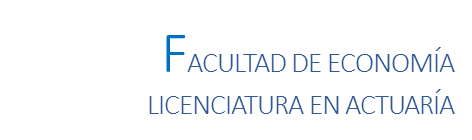 FACULTAD DE ECONOMÍA
LICENCIATURA EN ACTUARÍA